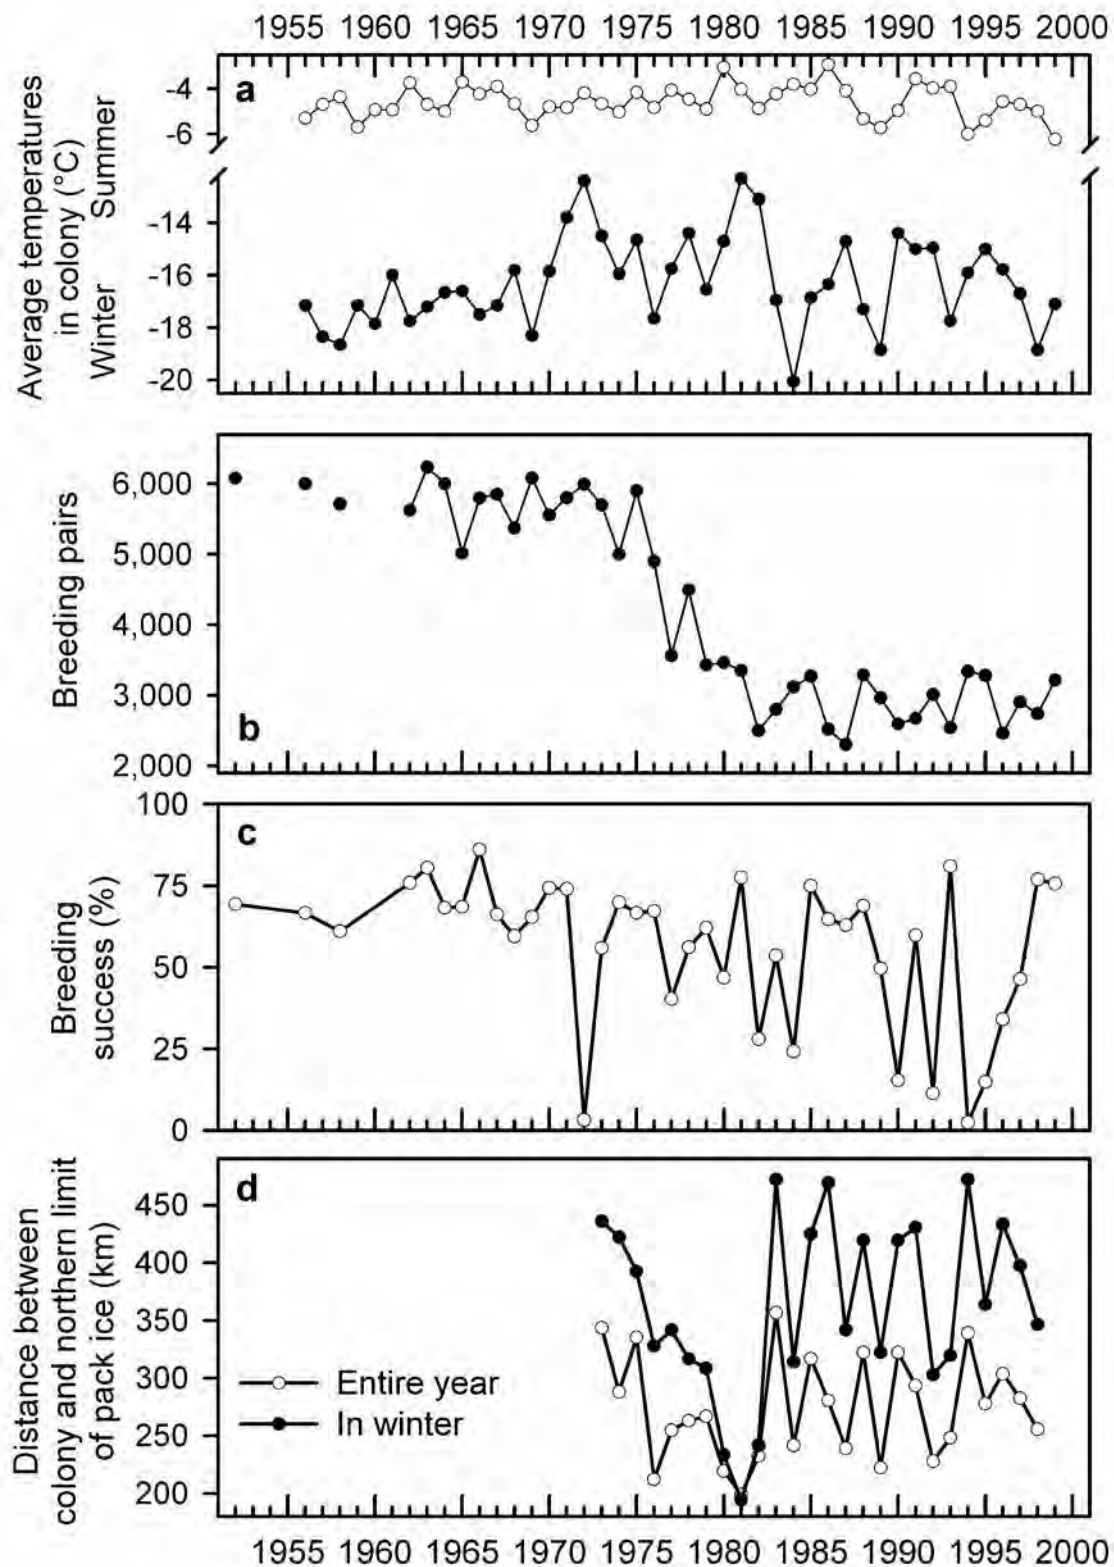 1955 1960 1965 1970 1975 1980 1985 1990 1995 2000
Average temperatures
in colony (°C)
Winter Summer
a
-4
-6
-14
-16
-18
-20
Breeding pairs
6,000
5,000
4,000
3,000
2,000
b
Breeding
success (%)
100
75
50
25
0
c
Distance between
colony and northern limit
of pack ice (km)
450
400
350
300
250
200
d
Entire year
In winter
1955 1960 1965 1970 1975 1980 1985 1990 1995 2000